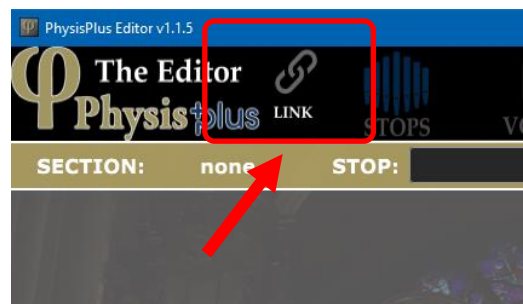 PhysisPlus Editor v1.1.5
The Editor
Physis plus
LINK
STOPS
SECTION: none STOP: